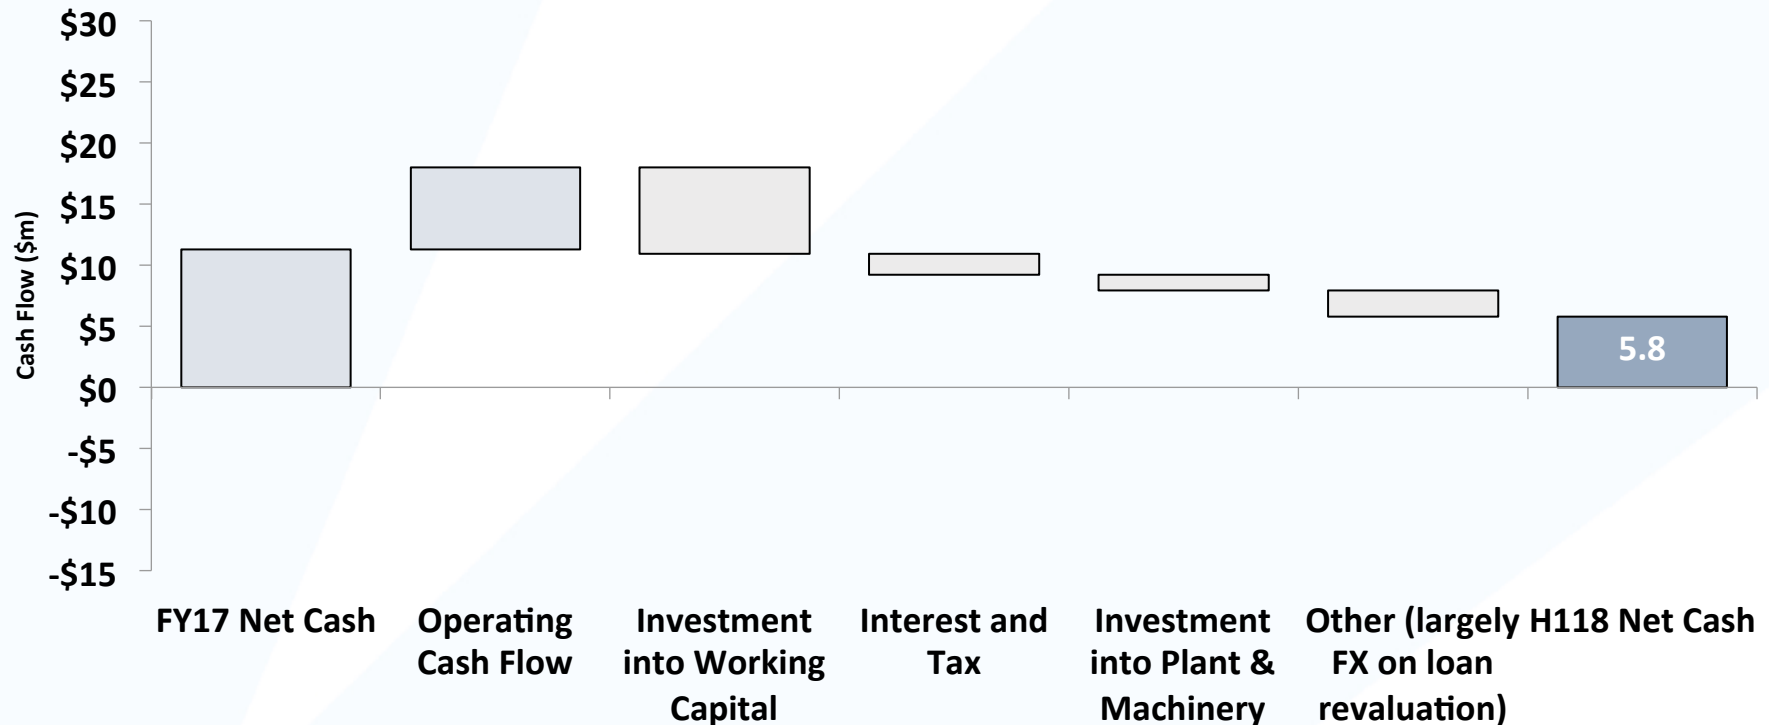 $30
$25
$20
$15
$10
$5
$0
-$5
-$10
-$15
Cash Flow ($m)
5.8
FY17 Net Cash
Operating
Cash Flow
Investment
into Working
Capital
Interest and
Tax
Investment
into Plant &
Machinery
Other (largely
FX on loan
revaluation)
H118 Net Cash